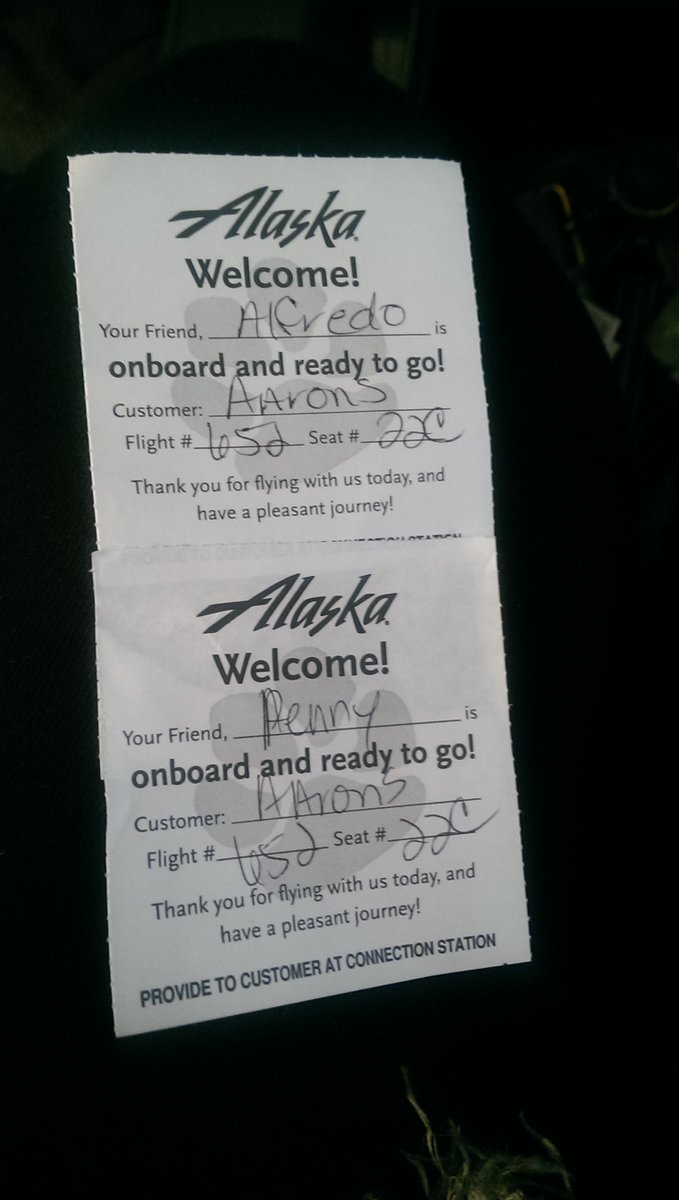 Alaska
Welcome!
Your Friend, Alfredo is
onboard and ready to go!
Customer: AArons
Flight # 652 Seat # 22C
Thank you for flying with us today, and
have a pleasant journey!
Alaska
Welcome!
Your Friend, Penny is
onboard and ready to go!
Customer: AArons
Flight # 652 Seat # 22C
Thank you for flying with us today, and
have a pleasant journey!
PROVIDE TO CUSTOMER AT CONNECTION STATION